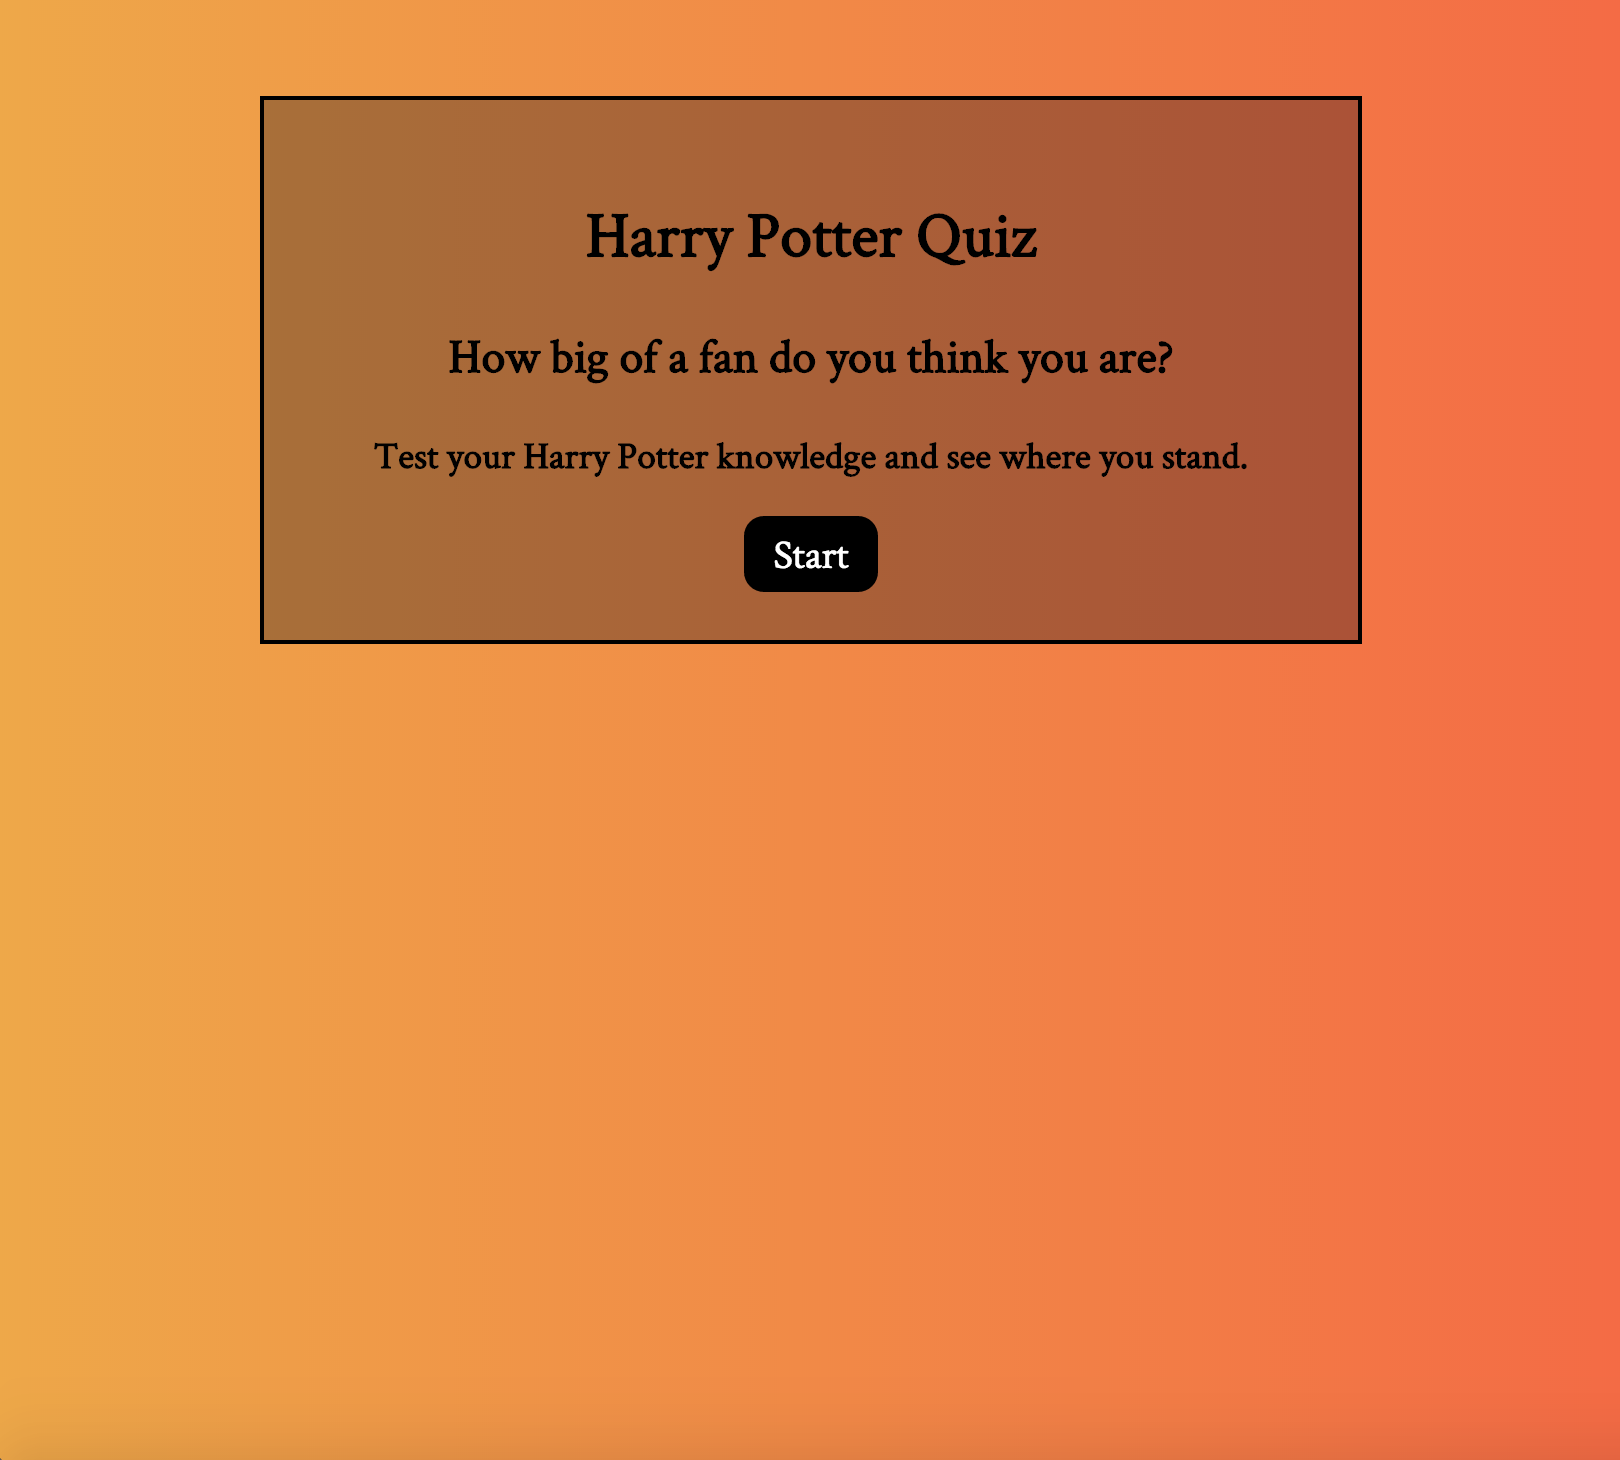 Harry Potter Quiz
How big of a fan do you think you are?
Test your Harry Potter knowledge and see where you stand.
Start